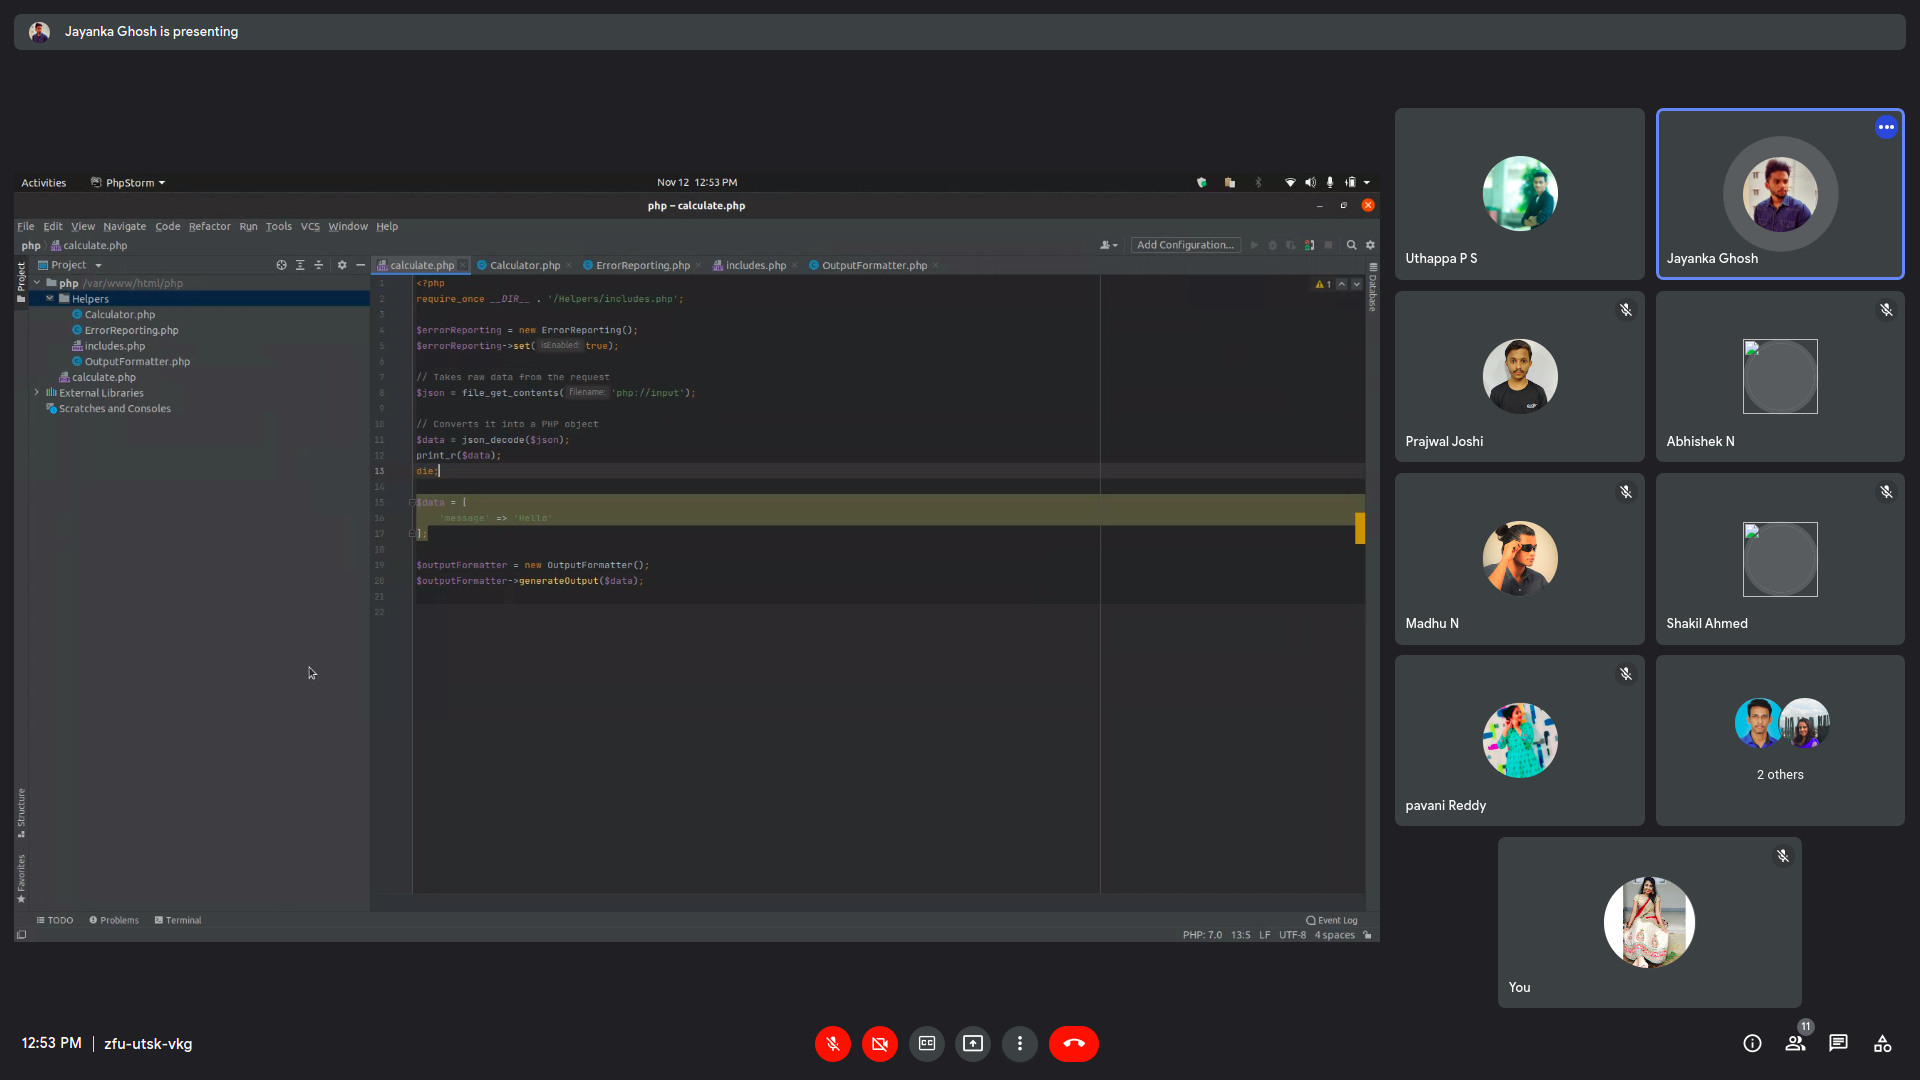 Jayanka Ghosh is presenting
Activities
PhpStorm
Nov 12 12:53 PM
php – calculate.php
File Edit View Navigate Code Refactor Run Tools VCS Window Help
php
calculate.php
Add Configuration...
Project
calculate.php
Calculator.php
ErrorReporting.php
includes.php
OutputFormatter.php
Project
Database
php /var/www/html/php
Helpers
Calculator.php
ErrorReporting.php
includes.php
OutputFormatter.php
calculate.php
External Libraries
Scratches and Consoles
1 <?php
2 require_once __DIR__ . '/Helpers/includes.php';
3
4 $errorReporting = new ErrorReporting();
5 $errorReporting->set( isEnabled: true);
6
7 // Takes raw data from the request
8 $json = file_get_contents( filename: 'php://input');
9
10 // Converts it into a PHP object
11 $data = json_decode($json);
12 print_r($data);
13 die;
14
15 $data = [
16 'message' => 'Hello'
17 ];
18
19 $outputFormatter = new OutputFormatter();
20 $outputFormatter->generateOutput($data);
21
22
1
Structure
Favorites
TODO
Problems
Terminal
Event Log
PHP: 7.0 13:5 LF UTF-8 4 spaces
Uthappa P S
Jayanka Ghosh
Prajwal Joshi
Abhishek N
Madhu N
Shakil Ahmed
pavani Reddy
2 others
You
12:53 PM | zfu-utsk-vkg
11